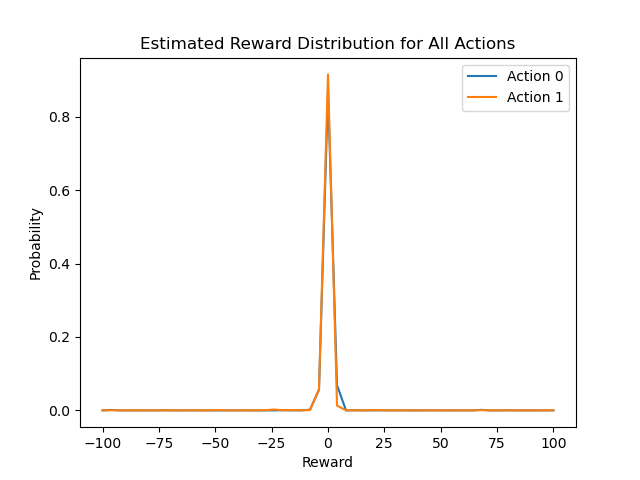 Estimated Reward Distribution for All Actions
Action 0
Action 1
Probability
0.8
0.6
0.4
0.2
0.0
−100
−75
−50
−25
0
25
50
75
100
Reward